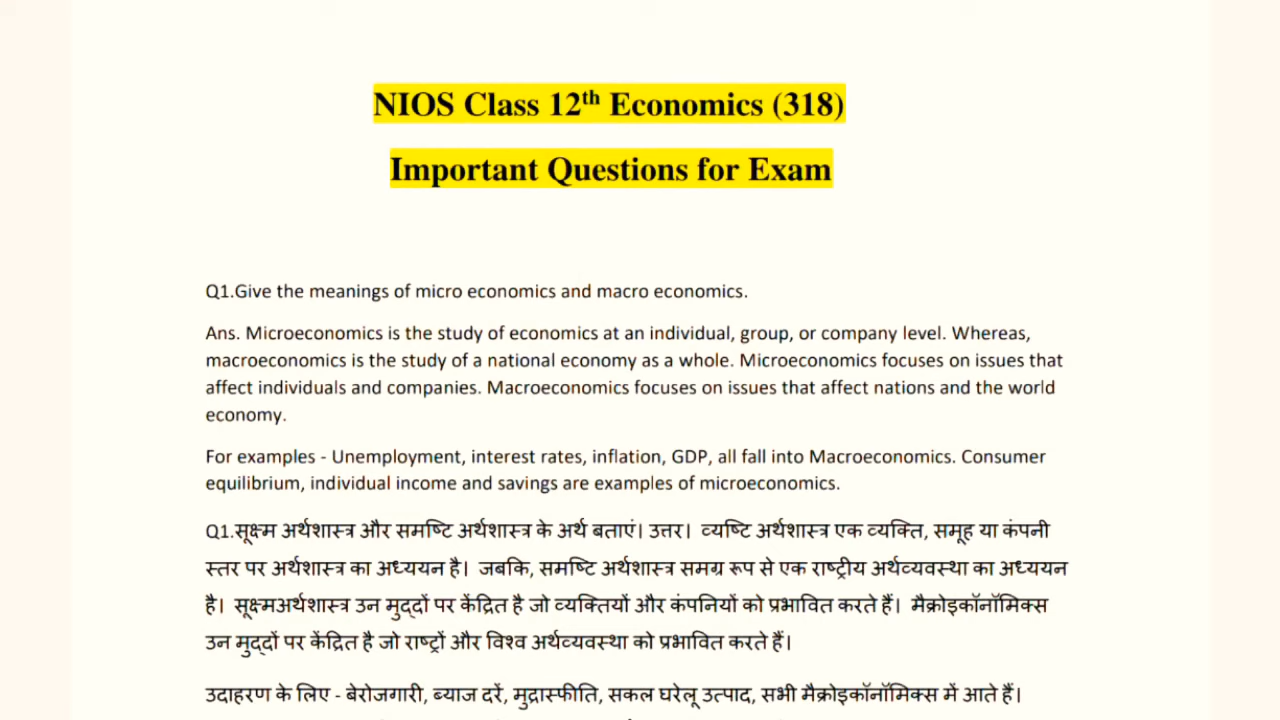 NIOS Class 12th Economics (318)
Important Questions for Exam
Q1.Give the meanings of micro economics and macro economics.
Ans. Microeconomics is the study of economics at an individual, group, or company level. Whereas,
macroeconomics is the study of a national economy as a whole. Microeconomics focuses on issues that
affect individuals and companies. Macroeconomics focuses on issues that affect nations and the world
economy.
For examples - Unemployment, interest rates, inflation, GDP, all fall into Macroeconomics. Consumer
equilibrium, individual income and savings are examples of microeconomics.
Q1.सूक्ष्म अर्थशास्त्र और समष्टि अर्थशास्त्र के अर्थ बताएं। उत्तर। व्यष्टि अर्थशास्त्र एक व्यक्ति, समूह या कंपनी
स्तर पर अर्थशास्त्र का अध्ययन है। जबकि, समष्टि अर्थशास्त्र समग्र रूप से एक राष्ट्रीय अर्थव्यवस्था का अध्ययन
है। सूक्ष्मअर्थशास्त्र उन मुद्दों पर केंद्रित है जो व्यक्तियों और कंपनियों को प्रभावित करते हैं। मैक्रोइकॉनॉमिक्स
उन मुद्दों पर केंद्रित है जो राष्ट्रों और विश्व अर्थव्यवस्था को प्रभावित करते हैं।
उदाहरण के लिए - बेरोजगारी, ब्याज दरें, मुद्रास्फीति, सकल घरेलू उत्पाद, सभी मैक्रोइकॉनॉमिक्स में आते हैं।